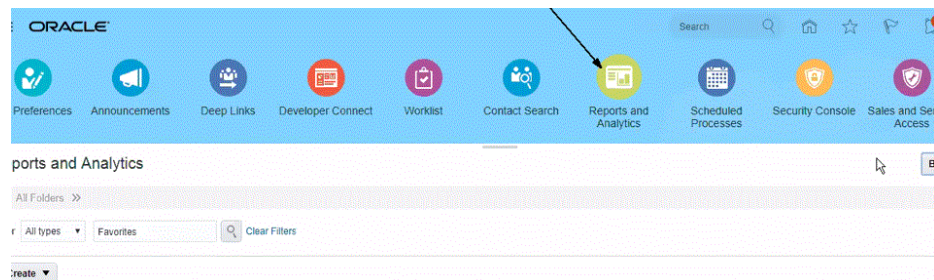 ORACLE
Search
Preferences
Announcements
Deep Links
Developer Connect
Worklist
Contact Search
Reports and
Analytics
Scheduled
Processes
Security Console
Sales and Se
Access
ports and Analytics
B
All Folders
r All types Favorites Clear Filters
Create